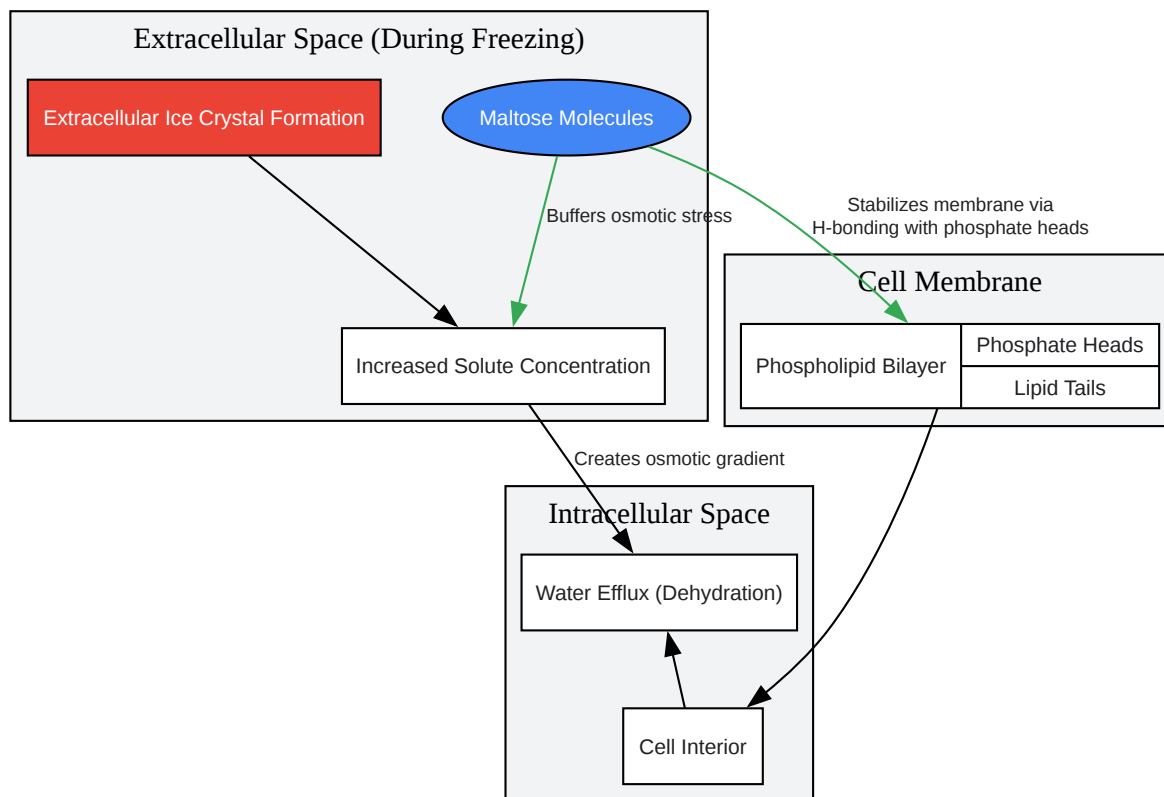 Extracellular Space (During Freezing)
Extracellular Ice Crystal Formation
Maltose Molecules
Buffers osmotic stress
Stabilizes membrane via
H-bonding with phosphate heads
Cell Membrane
Increased Solute Concentration
Phospholipid Bilayer
Phosphate Heads
Lipid Tails
Creates osmotic gradient
Intracellular Space
Water Efflux (Dehydration)
Cell Interior